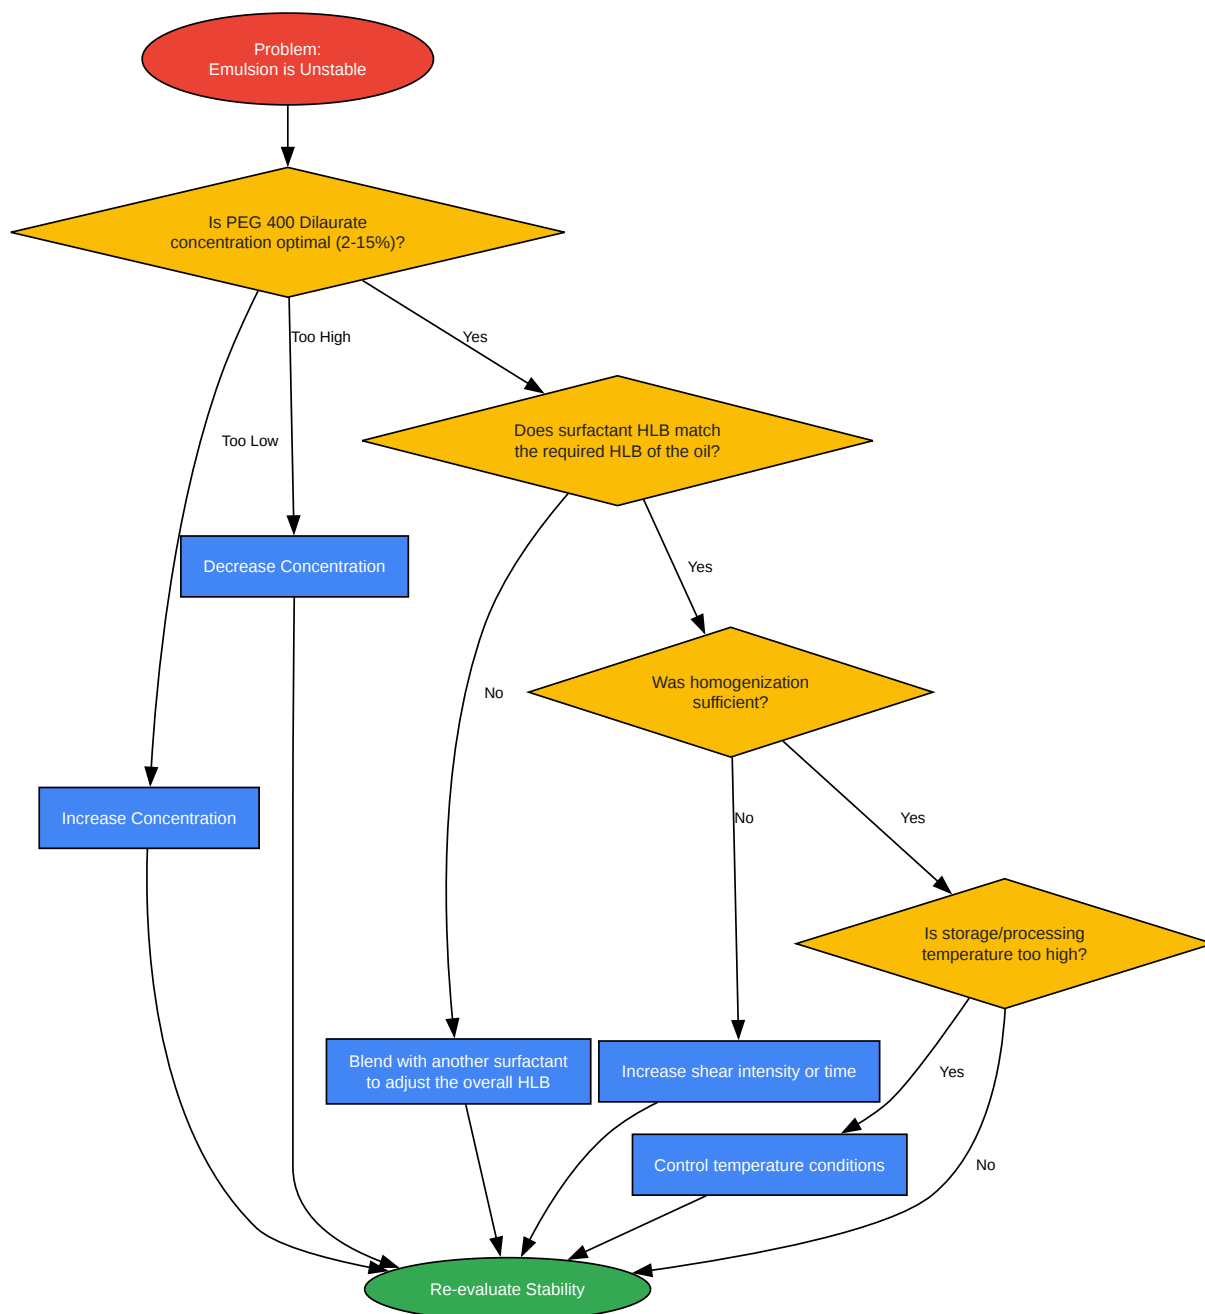 Problem:
Emulsion is Unstable
Is PEG 400 Dilaurate
concentration optimal (2-15%)?
Too High
Yes
Does surfactant HLB match
the required HLB of the oil?
Too Low
Decrease Concentration
Yes
Was homogenization
sufficient?
No
Increase Concentration
No
Yes
Is storage/processing
temperature too high?
Blend with another surfactant
to adjust the overall HLB
Increase shear intensity or time
Yes
Control temperature conditions
No
Re-evaluate Stability